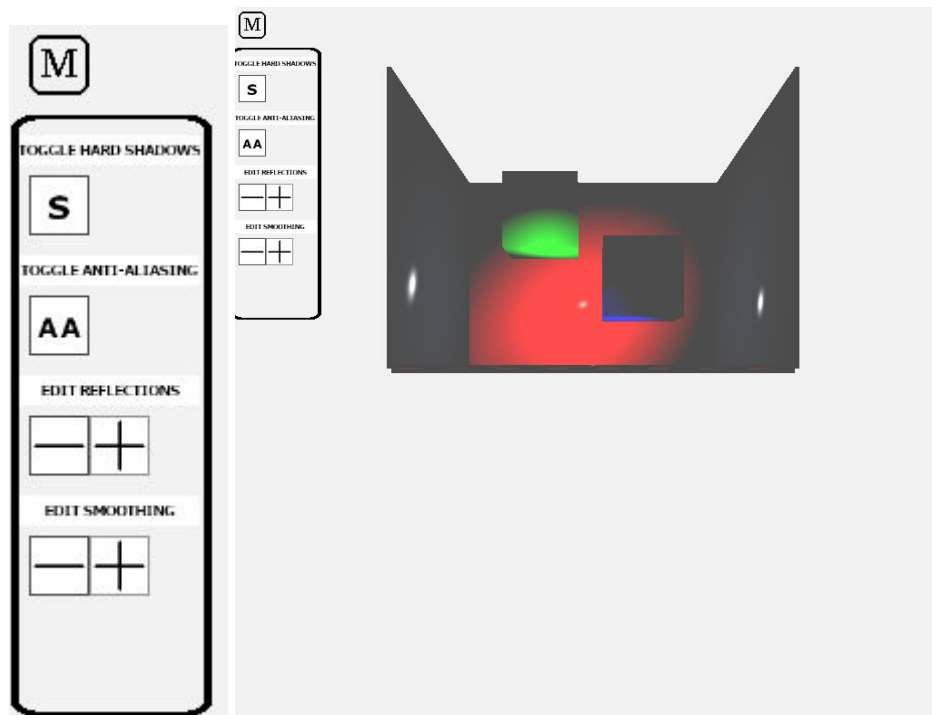 M
TOGGLE HARD SHADOWS
S
TOGGLE ANTI-ALIASING
AA
EDIT REFLECTIONS
EDIT SMOOTHING
M
TOGGLE HARD SHADOWS
S
TOGGLE ANTI-ALIASING
AA
EDIT REFLECTIONS
EDIT SMOOTHING